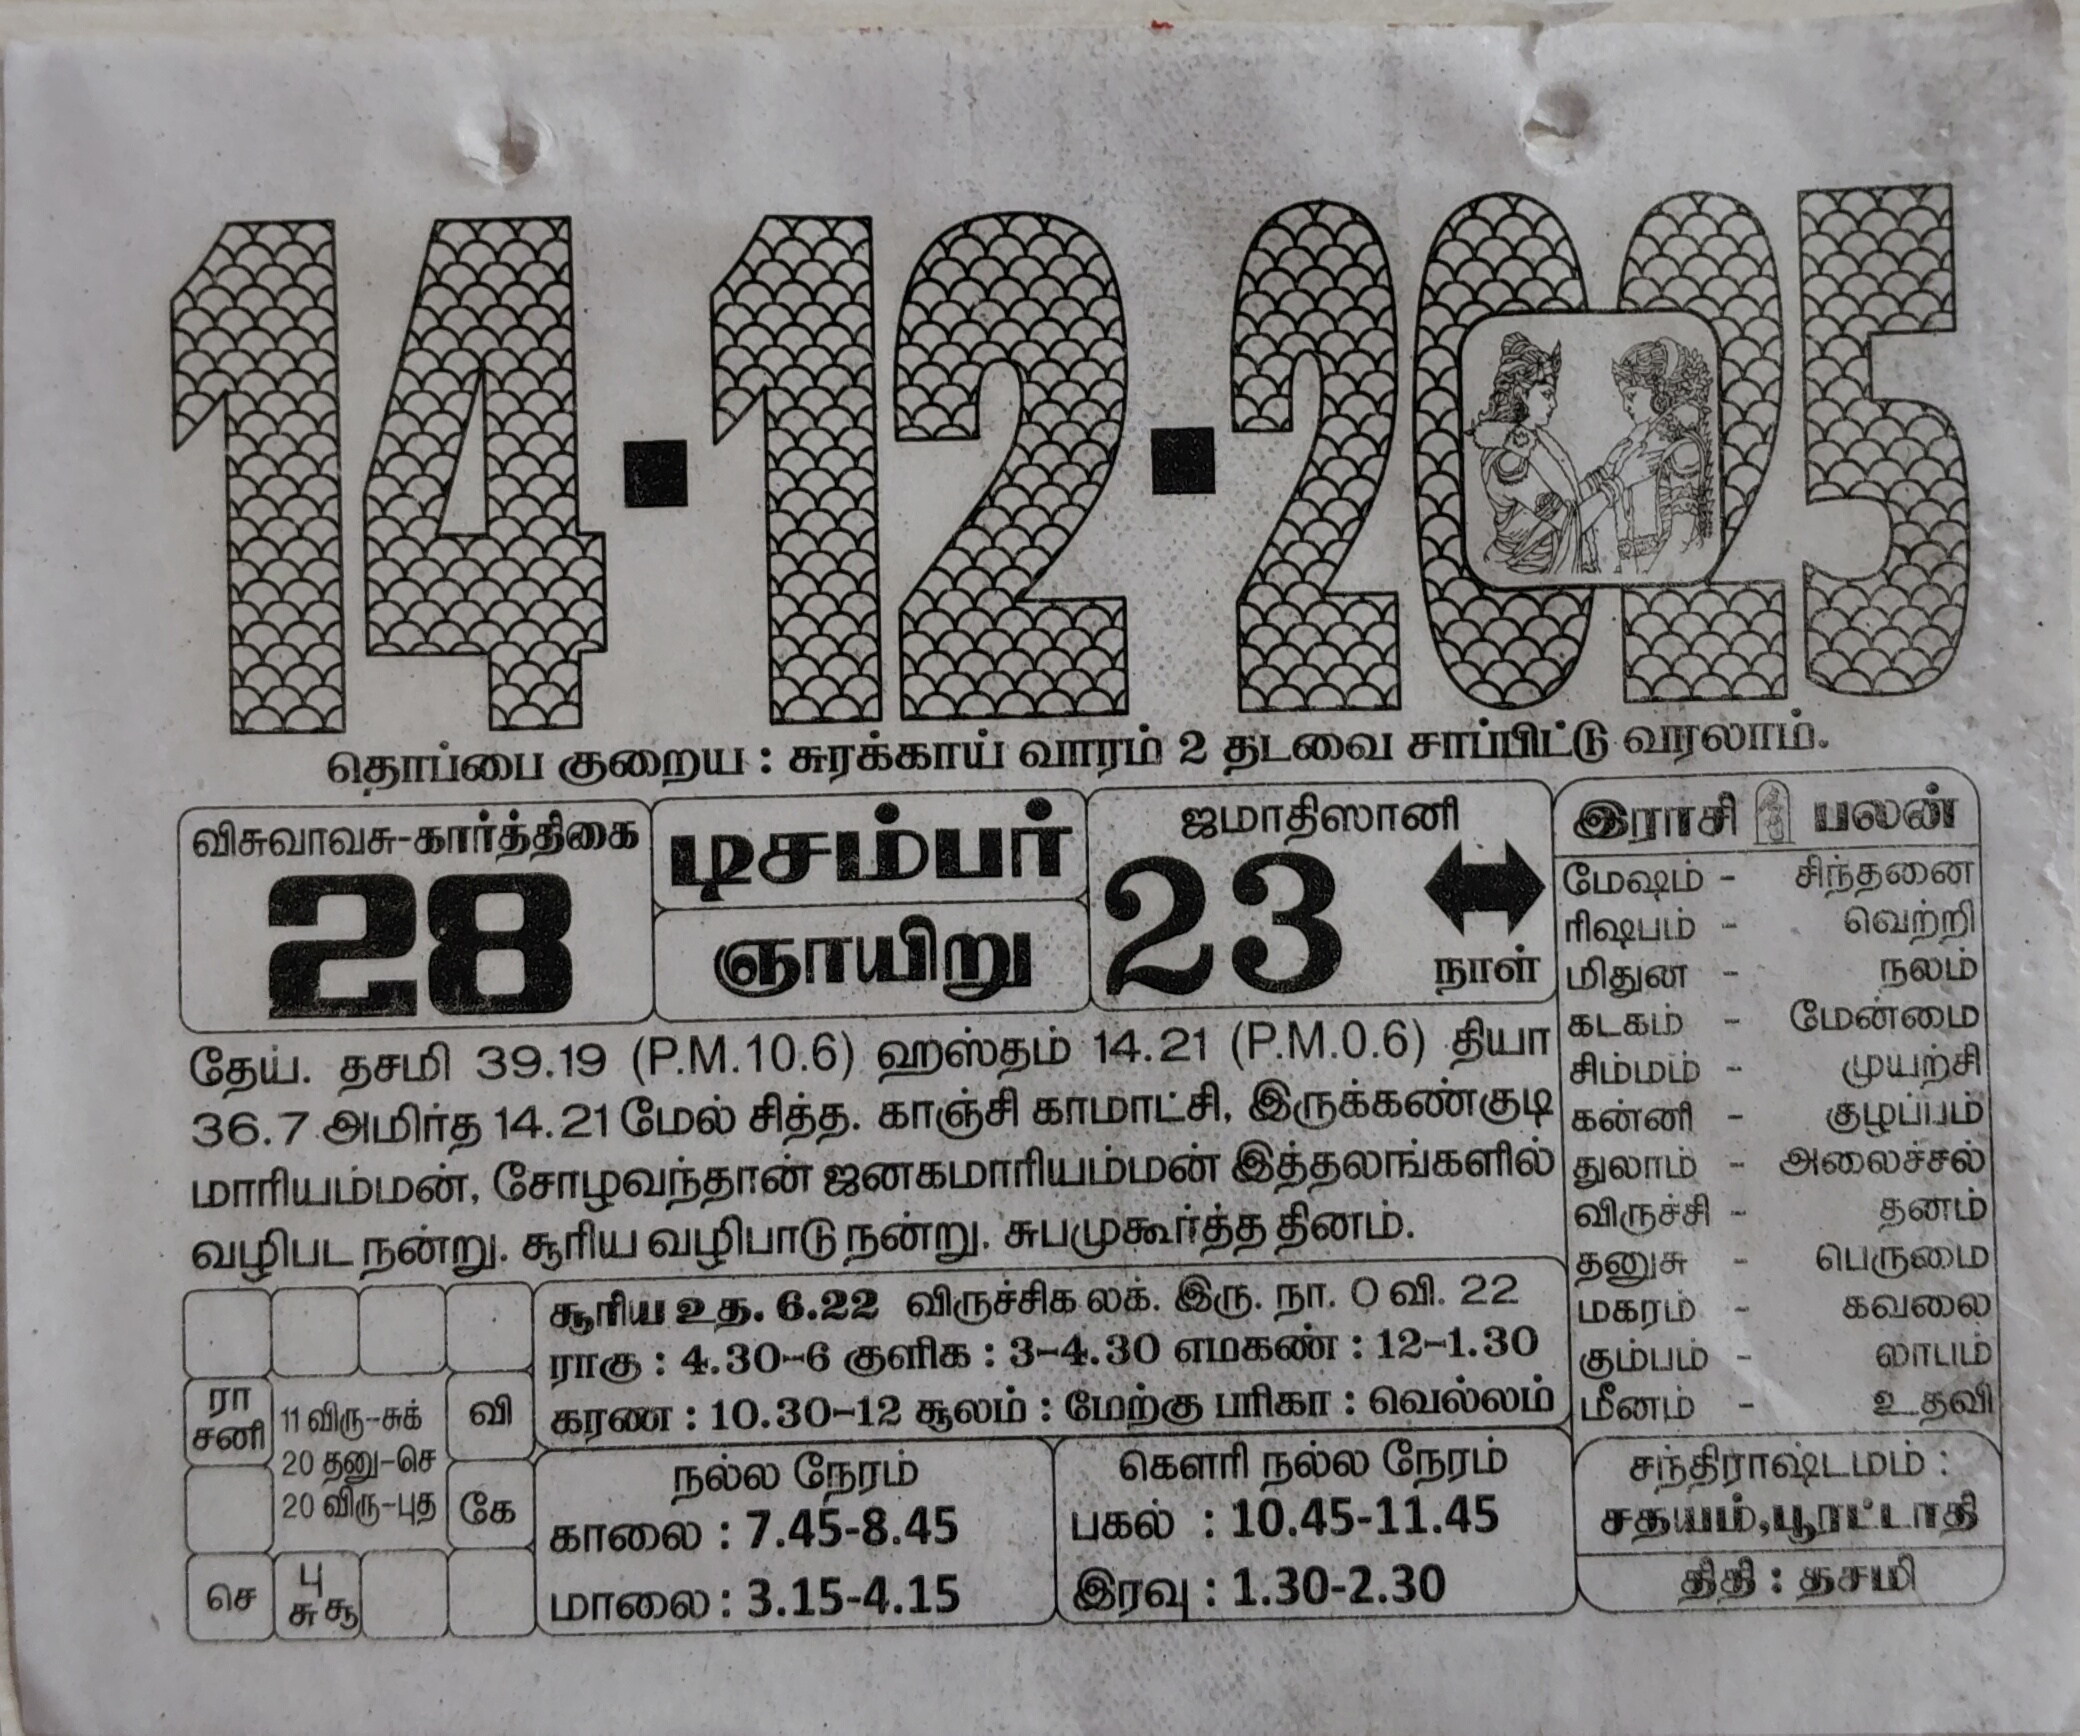 14.12.2025
தொப்பை குறைய : சுரக்காய் வாரம் 2 தடவை சாப்பிட்டு வரலாம்.
விசுவாவசு-கார்த்திகை
28
டிசம்பர்
ஞாயிறு
ஜமாதிஸானி
23
நாள்
தேய். தசமி 39.19 (P.M.10.6) ஹஸ்தம் 14.21 (P.M.0.6) தியா
36.7 அமிர்த 14.21 மேல் சித்த. காஞ்சி காமாட்சி, இருக்கண்குடி
மாரியம்மன், சோழவந்தான் ஜனகமாரியம்மன் இத்தலங்களில்
வழிபட நன்று. சூரிய வழிபாடு நன்று. சுபமுகூர்த்த தினம்.
இராசி பலன்
மேஷம் - சிந்தனை
ரிஷபம் - வெற்றி
மிதுன - நலம்
கடகம் - மேன்மை
சிம்மம் - முயற்சி
கன்னி - குழப்பம்
துலாம் - அலைச்சல்
விருச்சி - தனம்
தனுசு - பெருமை
மகரம் - கவலை
கும்பம் - லாபம்
மீனம் - உதவி
ரா
சனி
11 விரு-சுக்
20 தனு-செ
20 விரு-புத
வி
கே
செ
பு
சு சூ
சூரிய உத. 6.22 விருச்சிக லக். இரு. நா. 0 வி. 22
ராகு : 4.30-6 குளிக : 3-4.30 எமகண் : 12-1.30
கரண : 10.30-12 சூலம் : மேற்கு பரிகா : வெல்லம்
நல்ல நேரம்
காலை : 7.45-8.45
மாலை : 3.15-4.15
கௌரி நல்ல நேரம்
பகல் : 10.45-11.45
இரவு : 1.30-2.30
சந்திராஷ்டமம் :
சதயம்,பூரட்டாதி
திதி : தசமி